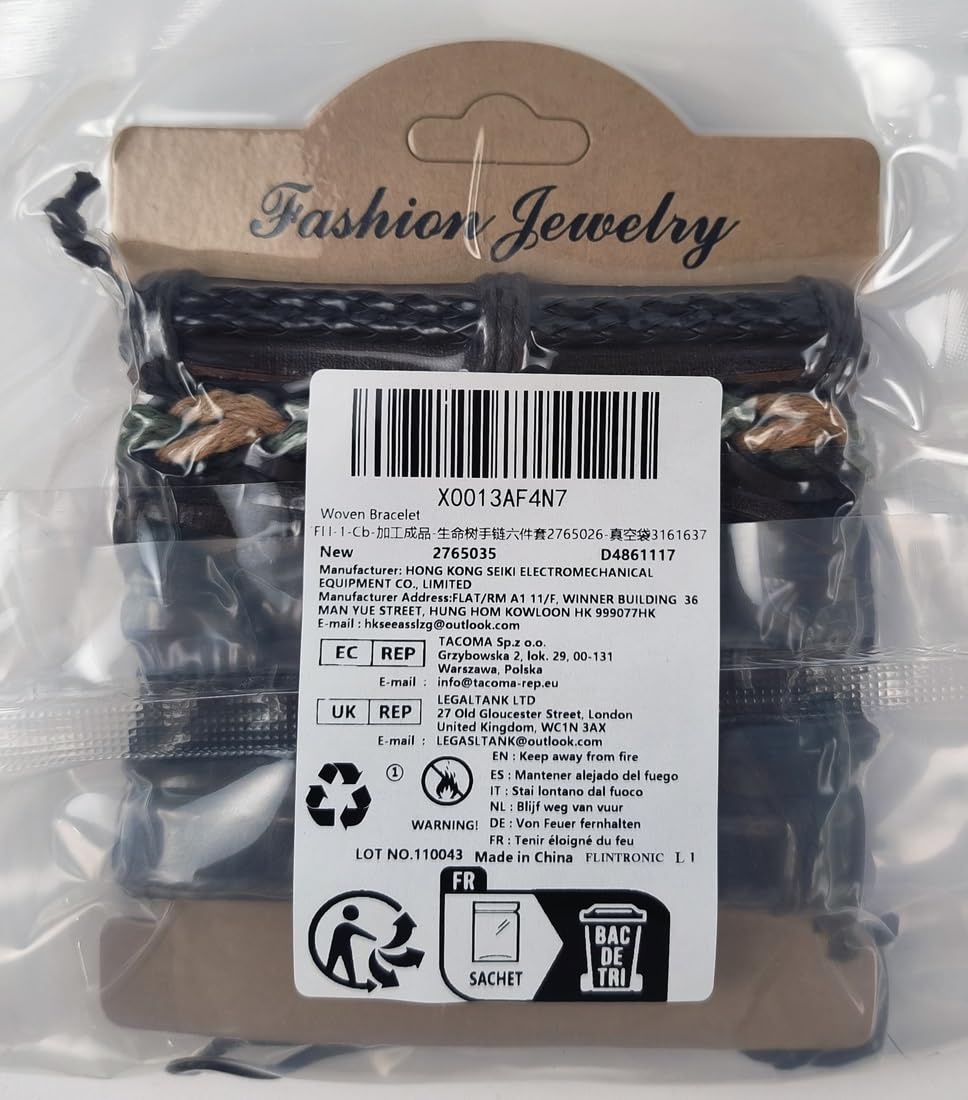 Fashion Jewelry
X0013AF4N7
Woven Bracelet
FLI-1-Cb-加工成品-生命树手链六件套2765026-真空袋3161637
New 2765035 D4861117
Manufacturer: HONG KONG SEIKI ELECTROMECHANICAL
EQUIPMENT CO., LIMITED
Manufacturer Address:FLAT/RM A1 11/F, WINNER BUILDING 36
MAN YUE STREET, HUNG HOM KOWLOON HK 999077HK
E-mail : hkseeasslzg@outlook.com
EC REP
TACOMA Sp.z o.o.
Grzybowska 2, lok. 29, 00-131
Warszawa, Polska
E-mail : info@tacoma-rep.eu
UK REP
LEGALTANK LTD
27 Old Gloucester Street, London
United Kingdom, WC1N 3AX
E-mail : LEGASLTANK@outlook.com
①
WARNING!
EN : Keep away from fire
ES : Mantener alejado del fuego
IT : Stai lontano dal fuoco
NL : Blijf weg van vuur
DE : Von Feuer fernhalten
FR : Tenir éloigné du feu
LOT NO.110043 Made in China FLINTRONIC L 1
FR
SACHET
BAC
DE
TRI